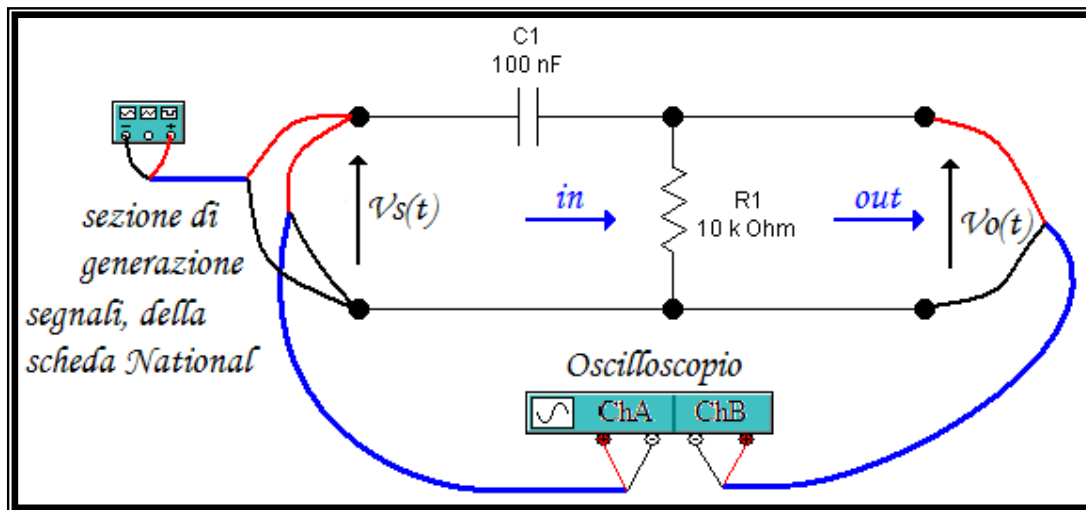 C1
100 nF
− +
Vs(t)
in
R1
10 k Ohm
out
Vo(t)
sezione di
generazione
segnali, della
scheda National
Oscilloscopio
ChA ChB